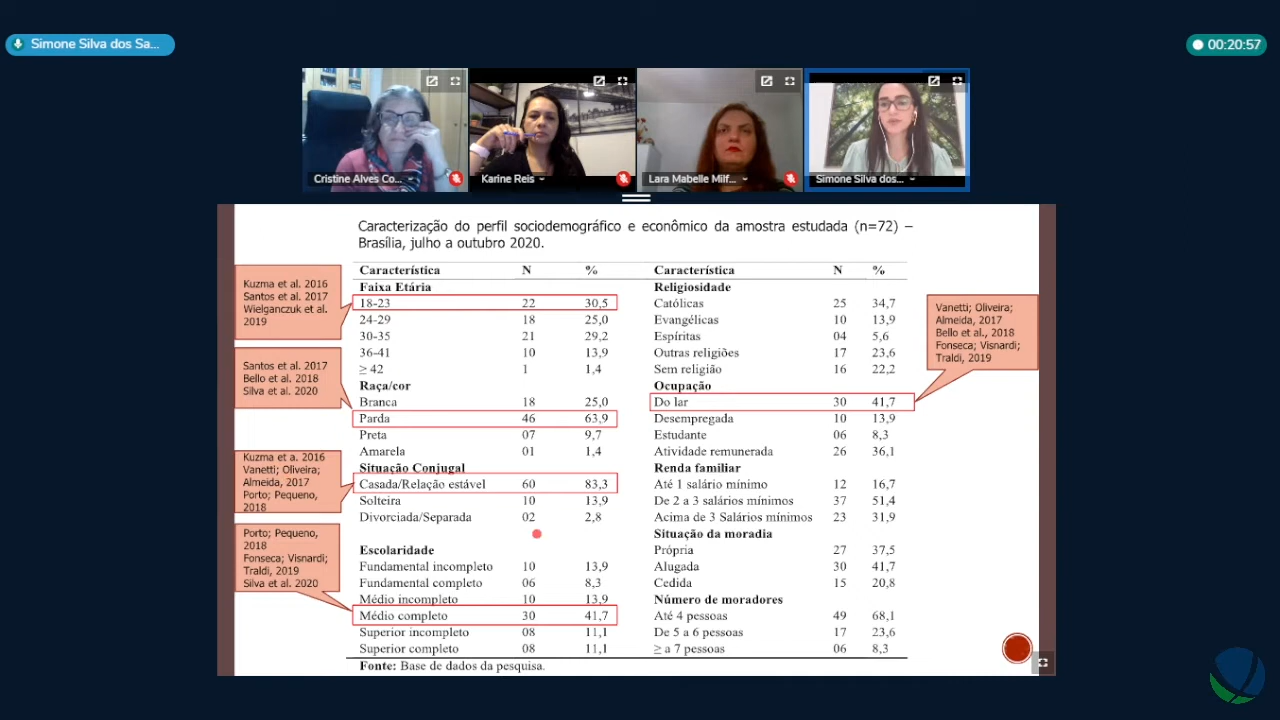 Simone Silva dos Sa...
00:20:57
Cristine Alves Co...
Karine Reis
Lara Mabelle Milf...
Simone Silva dos...
Caracterização do perfil sociodemográfico e econômico da amostra estudada (n=72) –
Brasília, julho a outubro 2020.
Característica N %
Faixa Etária
18-23 22 30,5
24-29 18 25,0
30-35 21 29,2
36-41 10 13,9
≥ 42 1 1,4
Raça/cor
Branca 18 25,0
Parda 46 63,9
Preta 07 9,7
Amarela 01 1,4
Situação Conjugal
Casada/Relação estável 60 83,3
Solteira 10 13,9
Divorciada/Separada 02 2,8
Escolaridade
Fundamental incompleto 10 13,9
Fundamental completo 06 8,3
Médio incompleto 10 13,9
Médio completo 30 41,7
Superior incompleto 08 11,1
Superior completo 08 11,1
Fonte: Base de dados da pesquisa.
Característica N %
Religiosidade
Católicas 25 34,7
Evangélicas 10 13,9
Espíritas 04 5,6
Outras religiões 17 23,6
Sem religião 16 22,2
Ocupação
Do lar 30 41,7
Desempregada 10 13,9
Estudante 06 8,3
Atividade remunerada 26 36,1
Renda familiar
Até 1 salário mínimo 12 16,7
De 2 a 3 salários mínimos 37 51,4
Acima de 3 Salários mínimos 23 31,9
Situação da moradia
Própria 27 37,5
Alugada 30 41,7
Cedida 15 20,8
Número de moradores
Até 4 pessoas 49 68,1
De 5 a 6 pessoas 17 23,6
≥ a 7 pessoas 06 8,3
Kuzma et al. 2016
Santos et al. 2017
Wielganczuk et al.
2019
Santos et al. 2017
Bello et al. 2018
Silva et al. 2020
Kuzma et a. 2016
Vanetti; Oliveira;
Almeida, 2017
Porto; Pequeno,
2018
Porto; Pequeno,
2018
Fonseca; Visnardi;
Traldi, 2019
Silva et al. 2020
Vanetti; Oliveira;
Almeida, 2017
Bello et al., 2018
Fonseca; Visnardi;
Traldi, 2019